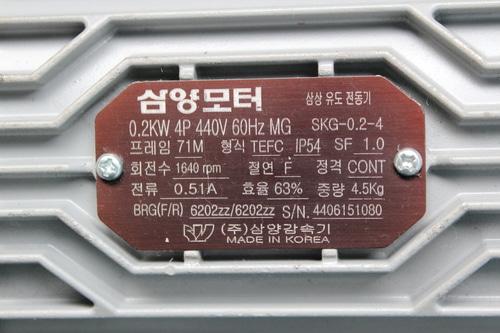 삼양모터 삼상 유도 전동기
0.2KW 4P 440V 60Hz MG SKG-0.2-4
프레임 71M 형식 TEFC IP54 SF 1.0
회전수 1640 rpm 절연 F 정격 CONT
전류 0.51A 효율 63% 중량 4.5Kg
BRG(F/R) 6202zz/6202zz S/N. 4406151080
(주)삼양감속기
MADE IN KOREA